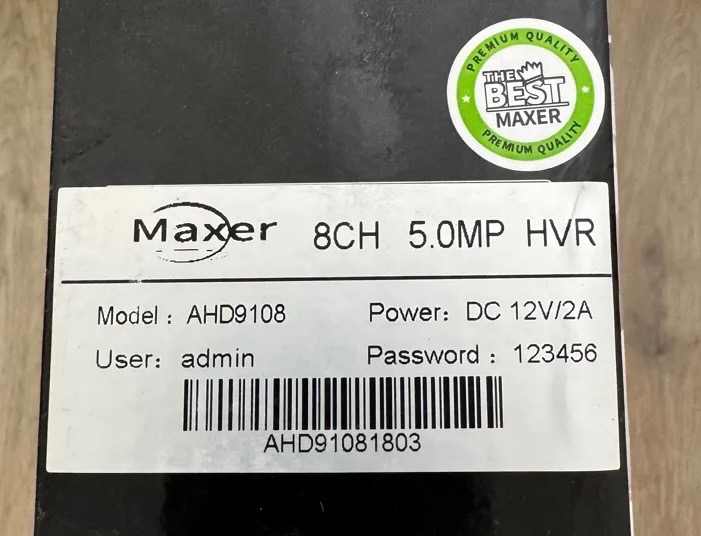 PREMIUM QUALITY
THE
BEST
MAXER
PREMIUM QUALITY
Maxer 8CH 5.0MP HVR
Model : AHD9108 Power: DC 12V/2A
User: admin Password : 123456
AHD91081803